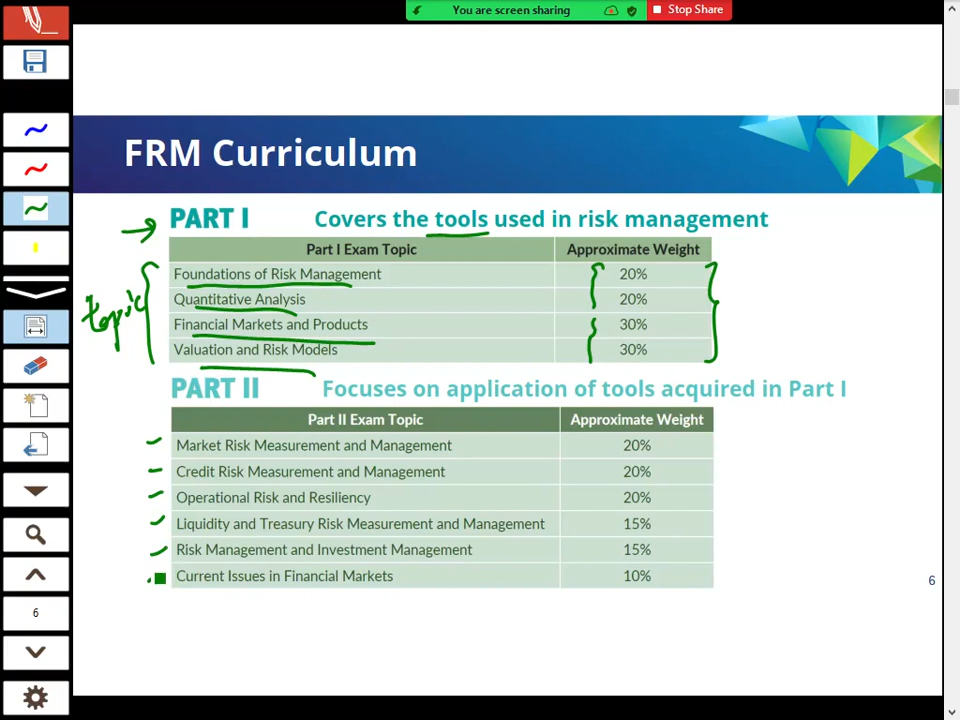 You are screen sharing
Stop Share
FRM Curriculum
PART I Covers the tools used in risk management
Part I Exam Topic Approximate Weight
Foundations of Risk Management 20%
Quantitative Analysis 20%
Financial Markets and Products 30%
Valuation and Risk Models 30%
topic
PART II Focuses on application of tools acquired in Part I
Part II Exam Topic Approximate Weight
Market Risk Measurement and Management 20%
Credit Risk Measurement and Management 20%
Operational Risk and Resiliency 20%
Liquidity and Treasury Risk Measurement and Management 15%
Risk Management and Investment Management 15%
Current Issues in Financial Markets 10%
6
6